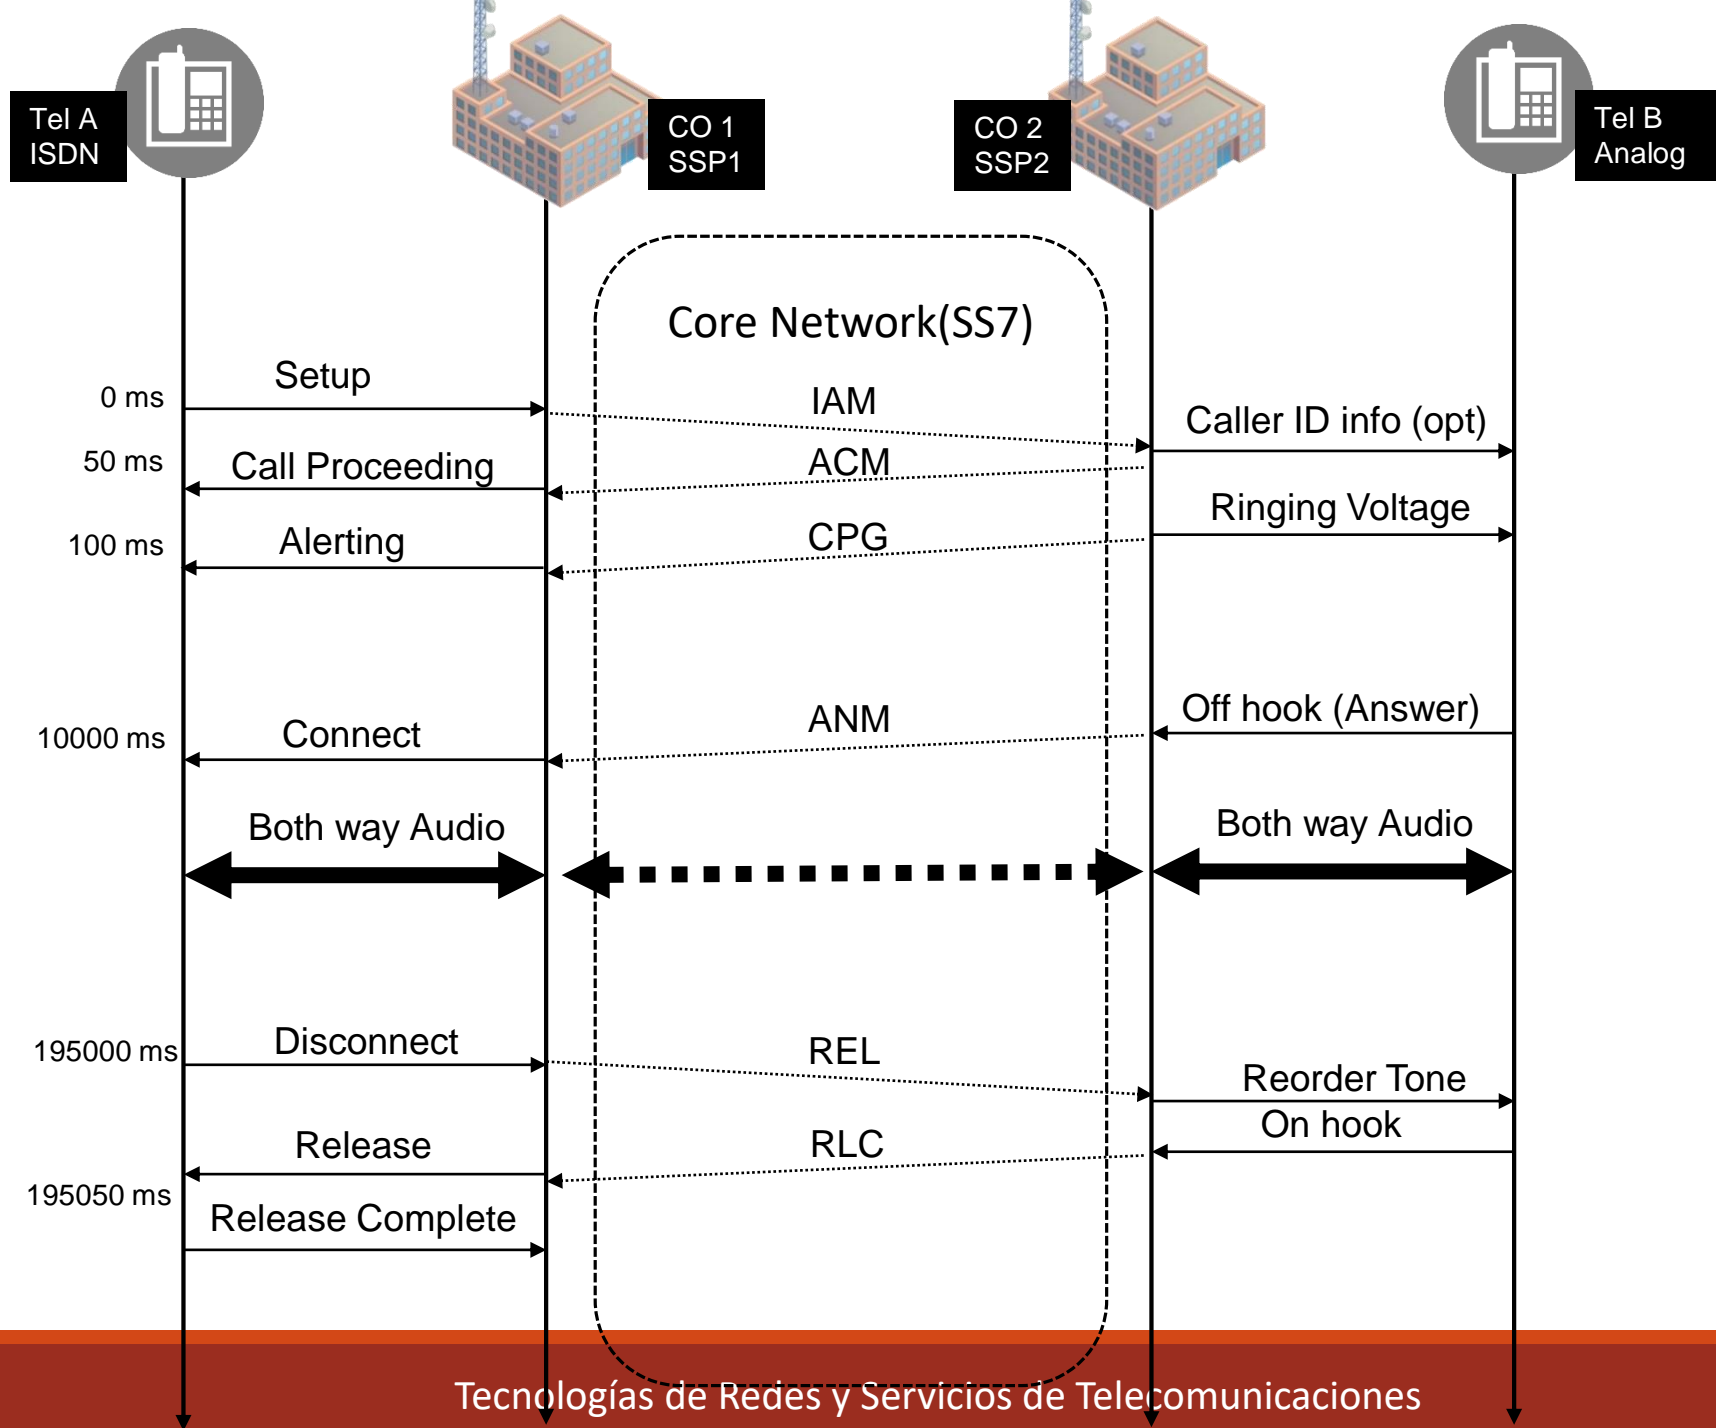 Tel A
ISDN
CO 1
SSP1
CO 2
SSP2
Tel B
Analog
Core Network(SS7)
Setup
0 ms
IAM
Caller ID info (opt)
50 ms
Call Proceeding
ACM
Ringing Voltage
100 ms
Alerting
CPG
Off hook (Answer)
10000 ms
Connect
ANM
Both way Audio
Both way Audio
195000 ms
Disconnect
REL
Reorder Tone
On hook
Release
RLC
195050 ms
Release Complete
Tecnologías de Redes y Servicios de Telecomunicaciones